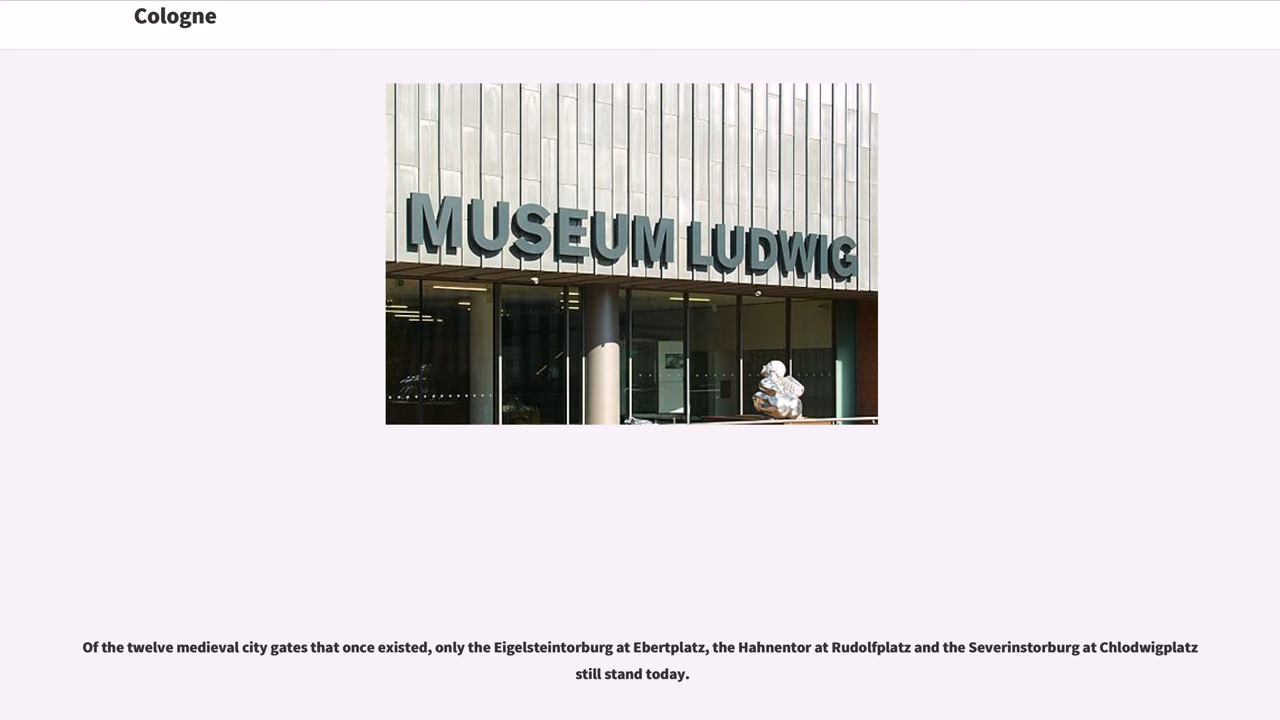 Cologne
MUSEUM LUDWIG
Of the twelve medieval city gates that once existed, only the Eigelsteintorburg at Ebertplatz, the Hahnentor at Rudolfplatz and the Severinstorburg at Chlodwigplatz
still stand today.